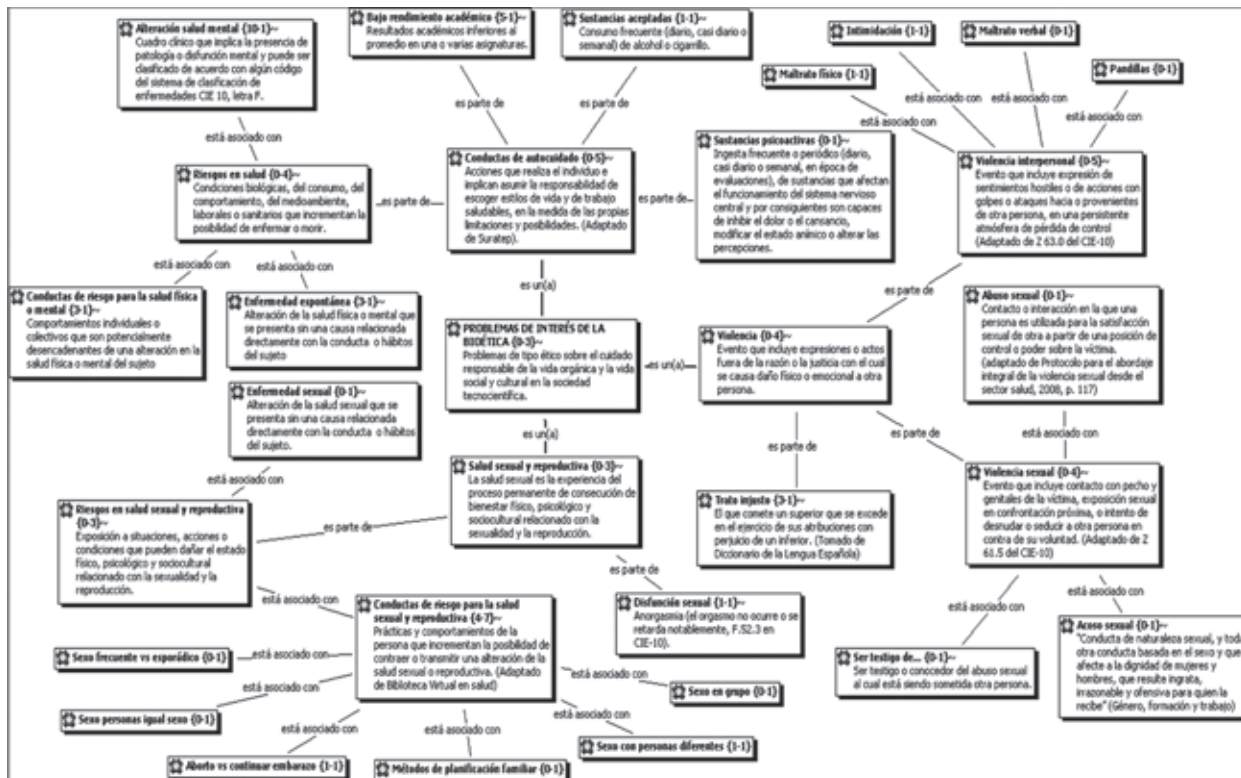 Alteración salud mental {10-1}~
Cuadro clínico que implica la presencia de
patología o disfunción mental y puede ser
clasificado de acuerdo con algún código
del sistema de clasificación de
enfermedades CIE 10, letra F.
Bajo rendimiento académico {5-1}~
Resultados académicos inferiores al
promedio en una o varias asignaturas.
Sustancias aceptadas {1-1}~
Consumo frecuente (diario, casi diario o
semanal) de alcohol o cigarrillo.
Intimidación {1-1}
Maltrato verbal {0-1}
Maltrato físico {1-1}
Pandillas {0-1}
es parte de
es parte de
está asociado con
está asociado con
está asociado con
está asociado con
está asociado con
Riesgos en salud {0-4}~
Condiciones biológicas, del consumo, del
comportamiento, del medioambiente,
laborales o sanitarios que incrementan la
posibilidad de enfermar o morir.
es parte de
Conductas de autocuidado {0-5}~
Acciones que realiza el individuo e
implican asumir la responsabilidad de
escoger estilos de vida y de trabajo
saludables, en la medida de las propias
limitaciones y posibilidades. (Adaptado
de Suratep).
es parte de
Sustancias psicoactivas {0-1}~
Ingesta frecuente o periódico (diario,
casi diario o semanal, en época de
evaluaciones), de sustancias que afectan
el funcionamiento del sistema nervioso
central y por consiguientes son capaces
de inhibir el dolor o el cansancio,
modificar el estado anímico o alterar las
percepciones.
Violencia interpersonal {0-5}~
Evento que incluye expresión de
sentimientos hostiles o de acciones con
golpes o ataques hacia o provenientes
de otra persona, en una persistente
atmósfera de pérdida de control
(Adaptado de Z 63.0 del CIE-10)
está asociado con
está asociado con
es un(a)
es parte de
Conductas de riesgo para la salud física
o mental {3-1}~
Comportamientos individuales o
colectivos que son potencialmente
desencadenantes de una alteración en la
salud física o mental del sujeto
Enfermedad espontánea {3-1}~
Alteración de la salud física o mental que
se presenta sin una causa relacionada
directamente con la conducta o hábitos
del sujeto
PROBLEMAS DE INTERÉS DE LA
BIOÉTICA {0-3}~
Problemas de tipo ético sobre el cuidado
responsable de la vida orgánica y la vida
social y cultural en la sociedad
tecnocientífica.
es un(a)
Violencia {0-4}~
Evento que incluye expresiones o actos
fuera de la razón o la justicia con el cual
se causa daño físico o emocional a otra
persona.
Abuso sexual {0-1}~
Contacto o interacción en la que una
persona es utilizada para la satisfacción
sexual de otra a partir de una posición de
control o poder sobre la víctima.
(adaptado de Protocolo para el abordaje
integral de la violencia sexual desde el
sector salud, 2008, p. 117)
Enfermedad sexual {0-1}~
Alteración de la salud sexual que se
presenta sin una causa relacionada
directamente con la conducta o hábitos
del sujeto.
es un(a)
es parte de
es parte de
está asociado con
está asociado con
Salud sexual y reproductiva {0-3}~
La salud sexual es la experiencia del
proceso permanente de consecución de
bienestar físico, psicológico y
sociocultural relacionado con la
sexualidad y la reproducción.
Trato injusto {3-1}~
El que comete un superior que se excede
en el ejercicio de sus atribuciones con
perjuicio de un inferior. (Tomado de
Diccionario de la Lengua Española)
Violencia sexual {0-4}~
Evento que incluye contacto con pecho y
genitales de la víctima, exposición sexual
en confrontación próxima, o intento de
desnudar o seducir a otra persona en
contra de su voluntad. (Adaptado de Z
61.5 del CIE-10)
Riesgos en salud sexual y reproductiva
{0-3}~
Exposición a situaciones, acciones o
condiciones que pueden dañar el estado
físico, psicológico y sociocultural
relacionado con la sexualidad y la
reproducción.
es parte de
es parte de
está asociado con
está asociado con
está asociado con
Conductas de riesgo para la salud
sexual y reproductiva {4-7}~
Prácticas y comportamientos de la
persona que incrementan la posibilidad de
contraer o transmitir una alteración de la
salud sexual o reproductiva. (Adaptado
de Biblioteca Virtual en salud)
Disfunción sexual {1-1}~
Anorgasmia (el orgasmo no ocurre o se
retarda notablemente, F.52.3 en
CIE-10).
Ser testigo de... {0-1}~
Ser testigo o conocedor del abuso sexual
al cual está siendo sometida otra persona.
Acoso sexual {0-1}~
"Conducta de naturaleza sexual, y toda
otra conducta basada en el sexo y que
afecte a la dignidad de mujeres y
hombres, que resulte ingrata,
irrazonable y ofensiva para quien la
recibe" (Género, formación y trabajo)
Sexo frecuente vs esporádico {0-1}
está asociado con
está asociado con
Sexo en grupo {0-1}
está asociado con
Sexo personas igual sexo {0-1}
está asociado con
está asociado con
está asociado con
Sexo con personas diferentes {1-1}
Aborto vs continuar embarazo {1-1}
Métodos de planificación familiar {0-1}